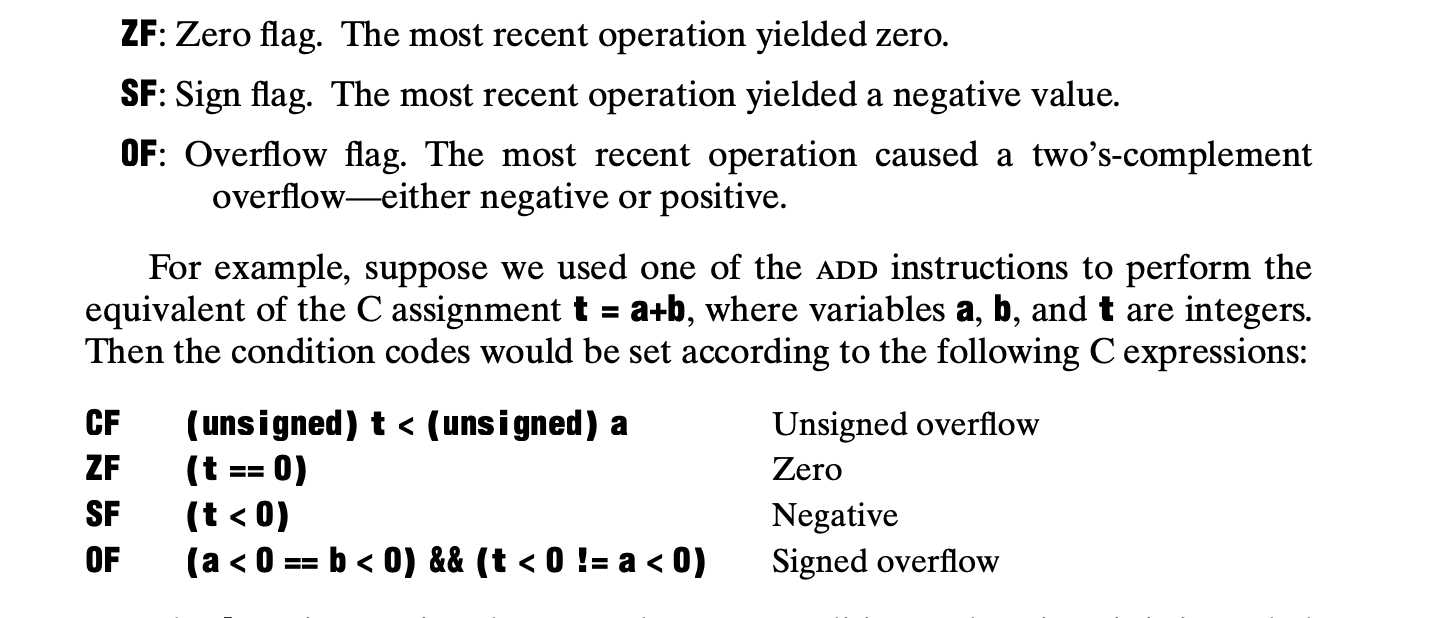 ZF: Zero flag. The most recent operation yielded zero.
SF: Sign flag. The most recent operation yielded a negative value.
OF: Overflow flag. The most recent operation caused a two's-complement
overflow—either negative or positive.
For example, suppose we used one of the ADD instructions to perform the
equivalent of the C assignment t = a+b, where variables a, b, and t are integers.
Then the condition codes would be set according to the following C expressions:
CF (unsigned) t < (unsigned) a Unsigned overflow
ZF (t == 0) Zero
SF (t < 0) Negative
OF (a < 0 == b < 0) && (t < 0 != a < 0) Signed overflow